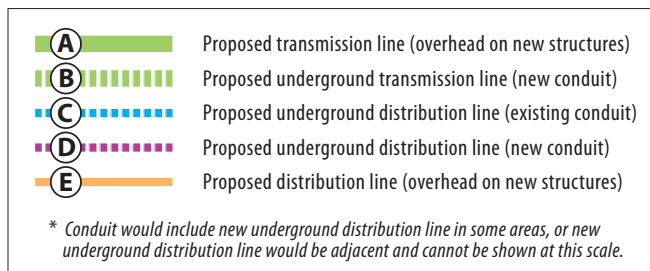 A Proposed transmission line (overhead on new structures)
B Proposed underground transmission line (new conduit)
C Proposed underground distribution line (existing conduit)
D Proposed underground distribution line (new conduit)
E Proposed distribution line (overhead on new structures)
* Conduit would include new underground distribution line in some areas, or new
underground distribution line would be adjacent and cannot be shown at this scale.